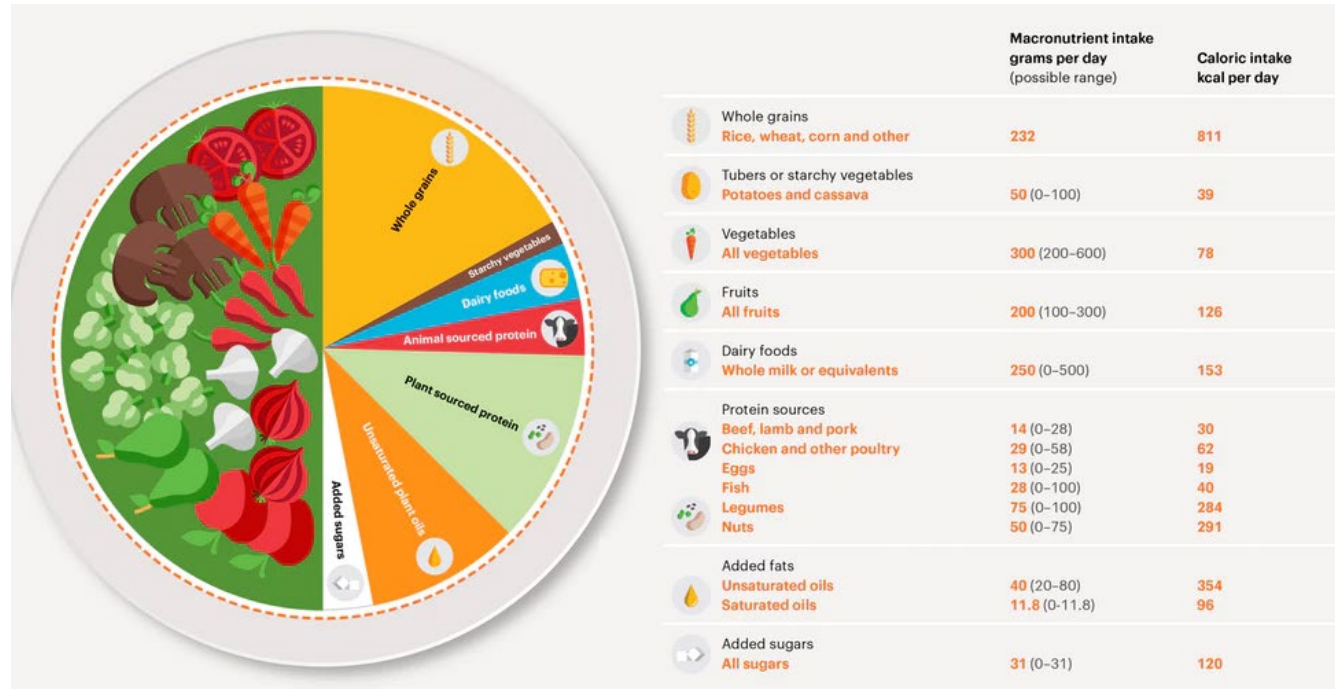 Whole grains
Starchy vegetables
Dairy foods
Animal sourced protein
Plant sourced protein
Unsaturated plant oils
Added sugars
Macronutrient intake
grams per day
(possible range)
Caloric intake
kcal per day
Whole grains
Rice, wheat, corn and other 232 811
Tubers or starchy vegetables
Potatoes and cassava 50 (0–100) 39
Vegetables
All vegetables 300 (200–600) 78
Fruits
All fruits 200 (100–300) 126
Dairy foods
Whole milk or equivalents 250 (0–500) 153
Protein sources
Beef, lamb and pork 14 (0–28) 30
Chicken and other poultry 29 (0–58) 62
Eggs 13 (0–25) 19
Fish 28 (0–100) 40
Legumes 75 (0–100) 284
Nuts 50 (0–75) 291
Added fats
Unsaturated oils 40 (20–80) 354
Saturated oils 11.8 (0-11.8) 96
Added sugars
All sugars 31 (0–31) 120